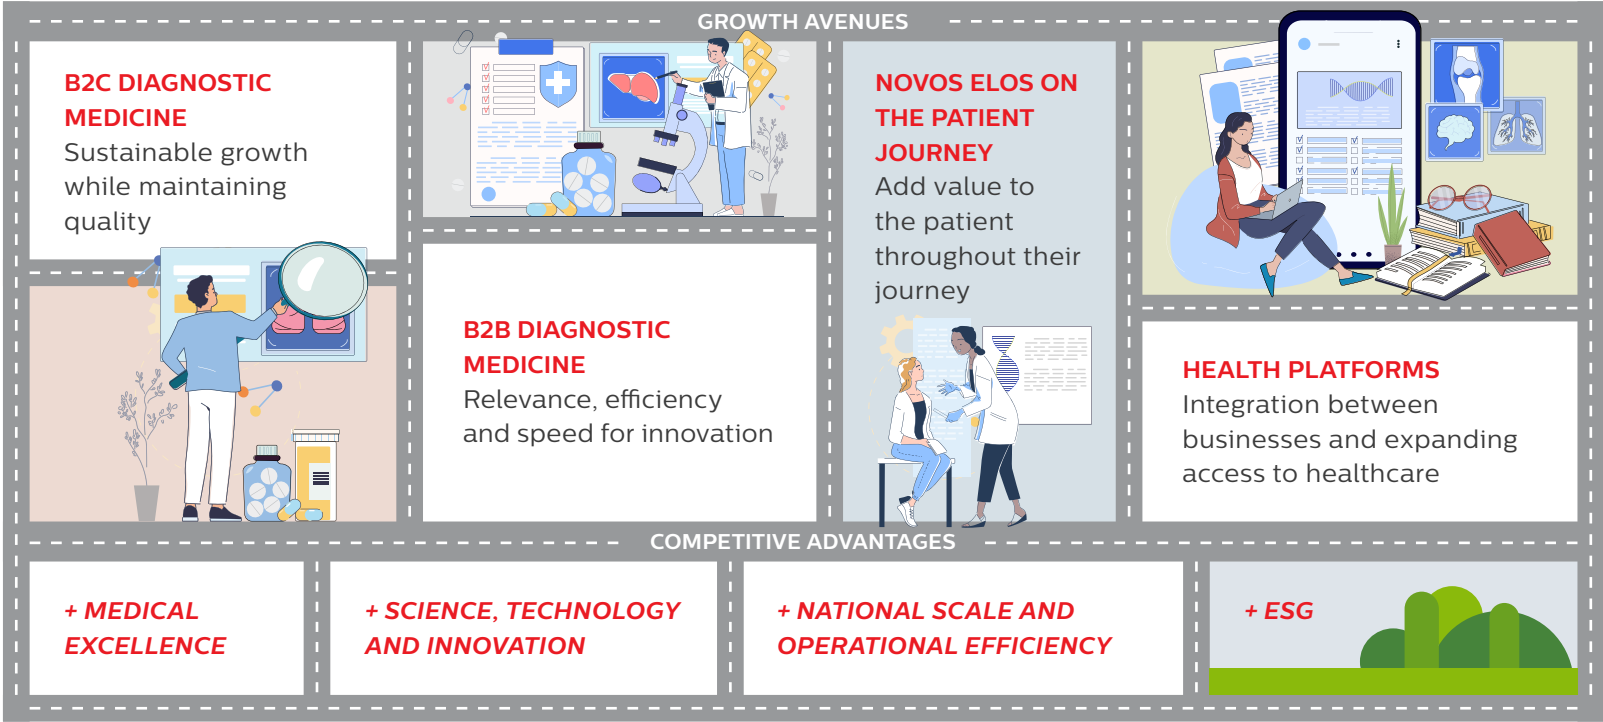 GROWTH AVENUES
B2C DIAGNOSTIC
MEDICINE
Sustainable growth
while maintaining
quality
B2B DIAGNOSTIC
MEDICINE
Relevance, efficiency
and speed for innovation
NOVOS ELOS ON
THE PATIENT
JOURNEY
Add value to
the patient
throughout their
journey
HEALTH PLATFORMS
Integration between
businesses and expanding
access to healthcare
COMPETITIVE ADVANTAGES
+ MEDICAL
EXCELLENCE
+ SCIENCE, TECHNOLOGY
AND INNOVATION
+ NATIONAL SCALE AND
OPERATIONAL EFFICIENCY
+ ESG